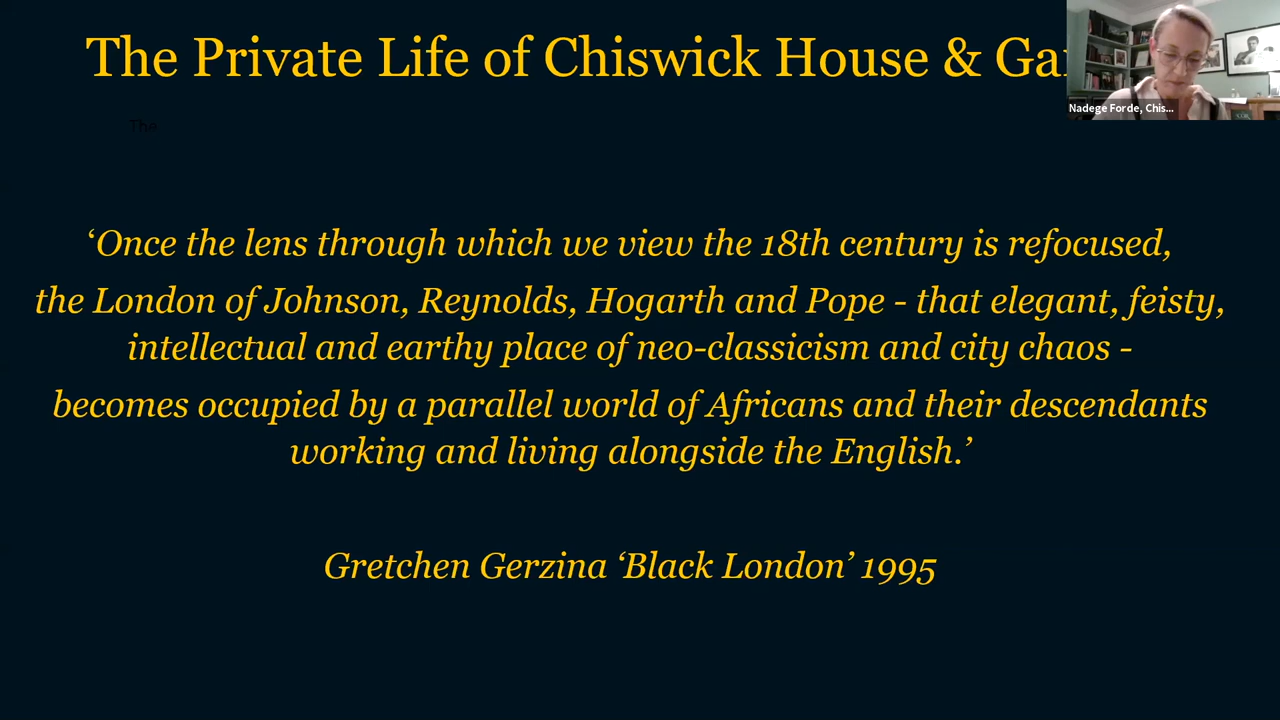 The Private Life of Chiswick House & Ga
Nadege Forde, Chis...
The
‘Once the lens through which we view the 18th century is refocused,
the London of Johnson, Reynolds, Hogarth and Pope - that elegant, feisty,
intellectual and earthy place of neo-classicism and city chaos -
becomes occupied by a parallel world of Africans and their descendants
working and living alongside the English.’
Gretchen Gerzina ‘Black London’ 1995